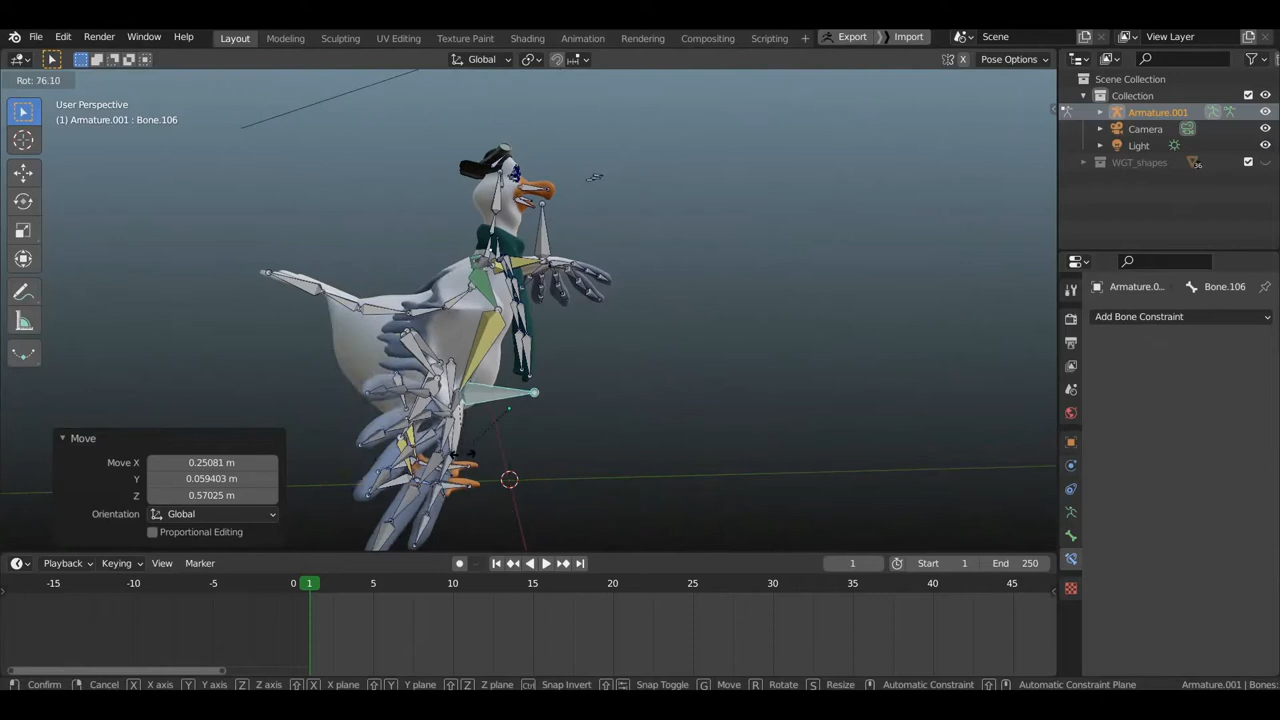 File Edit Render Window Help Layout Modeling Sculpting UV Editing Texture Paint Shading Animation Rendering Compositing Scripting + Export Import Scene View Layer
Global X Pose Options
Rot: 76.10
User Perspective
(1) Armature.001 : Bone.106
Scene Collection
Collection
Armature.001
Camera
Light
WGT_shapes 36
Armature.0... Bone.106
Add Bone Constraint
Move
Move X 0.25081 m
Y 0.059403 m
Z 0.57025 m
Orientation Global
Proportional Editing
Playback Keying View Marker 1 Start 1 End 250
-15 -10 -5 0 1 5 10 15 20 25 30 35 40 45
Confirm Cancel X X axis Y Y axis Z Z axis X X plane Y Y plane Z Z plane Ctrl Snap Invert Snap Toggle G Move R Rotate S Resize Automatic Constraint Automatic Constraint Plane Armature.001 | Bones: